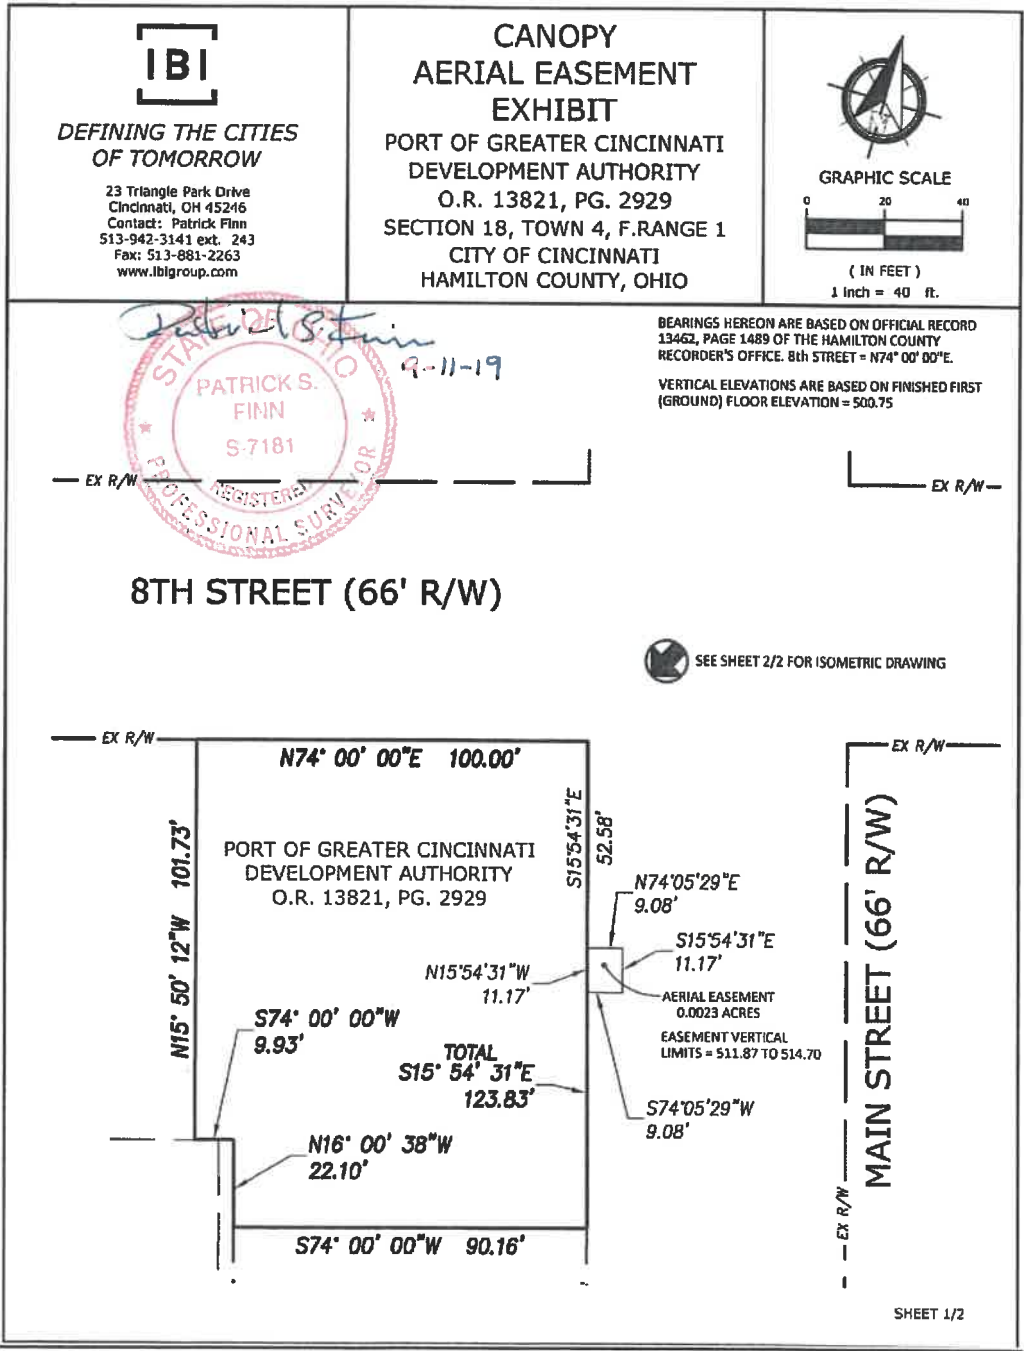 IBI
DEFINING THE CITIES
OF TOMORROW
23 Triangle Park Drive
Cincinnati, OH 45246
Contact: Patrick Finn
513-942-3141 ext. 243
Fax: 513-881-2263
www.ibigroup.com
CANOPY
AERIAL EASEMENT
EXHIBIT
PORT OF GREATER CINCINNATI
DEVELOPMENT AUTHORITY
O.R. 13821, PG. 2929
SECTION 18, TOWN 4, F.RANGE 1
CITY OF CINCINNATI
HAMILTON COUNTY, OHIO
GRAPHIC SCALE
0 20 40
( IN FEET )
1 inch = 40 ft.
Patrick S. Finn
9-11-19
STATE OF OHIO
PATRICK S.
FINN
S-7181
REGISTERED
PROFESSIONAL SURVEYOR
BEARINGS HEREON ARE BASED ON OFFICIAL RECORD
13462, PAGE 1489 OF THE HAMILTON COUNTY
RECORDER'S OFFICE. 8th STREET = N74° 00' 00"E.
VERTICAL ELEVATIONS ARE BASED ON FINISHED FIRST
(GROUND) FLOOR ELEVATION = 500.75
EX R/W
EX R/W
8TH STREET (66' R/W)
SEE SHEET 2/2 FOR ISOMETRIC DRAWING
EX R/W
EX R/W
N74° 00' 00"E 100.00'
S15°54'31"E
52.58'
N15° 50' 12"W 101.73'
PORT OF GREATER CINCINNATI
DEVELOPMENT AUTHORITY
O.R. 13821, PG. 2929
N74°05'29"E
9.08'
S15°54'31"E
11.17'
N15°54'31"W
11.17'
AERIAL EASEMENT
0.0023 ACRES
EASEMENT VERTICAL
LIMITS = 511.87 TO 514.70
S74° 00' 00"W
9.93'
TOTAL
S15° 54' 31"E
123.83'
S74°05'29"W
9.08'
N16° 00' 38"W
22.10'
S74° 00' 00"W 90.16'
MAIN STREET (66' R/W)
EX R/W
SHEET 1/2